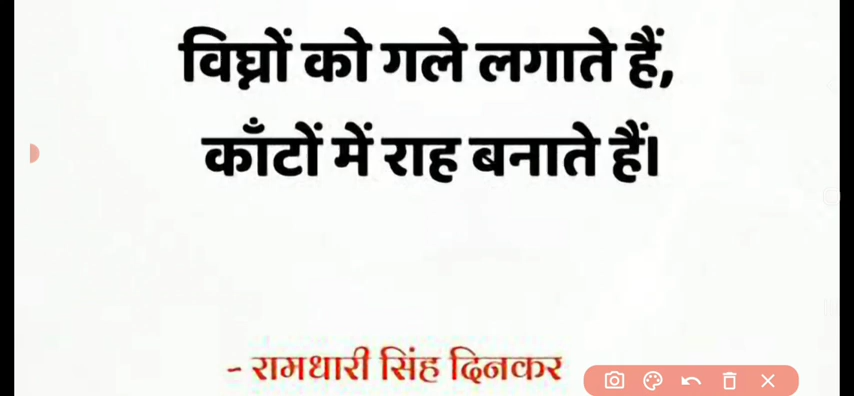 विघ्नों को गले लगाते हैं,
काँटों में राह बनाते हैं।
- रामधारी सिंह दिनकर